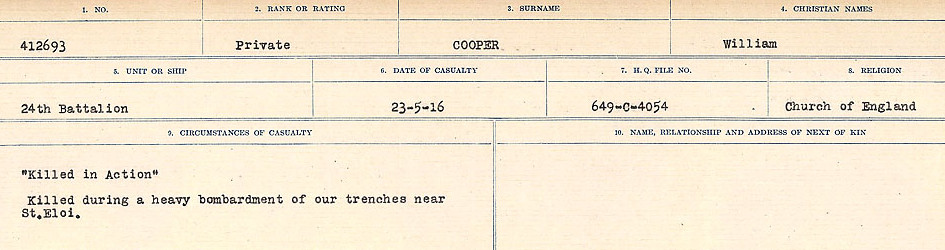 1. NO. 2. RANK OR RATING 3. SURNAME 4. CHRISTIAN NAMES
412693 Private COOPER William
5. UNIT OR SHIP 6. DATE OF CASUALTY 7. H.Q. FILE NO. 8. RELIGION
24th Battalion 23-5-16 649-C-4054 Church of England
9. CIRCUMSTANCES OF CASUALTY 10. NAME, RELATIONSHIP AND ADDRESS OF NEXT OF KIN
"Killed in Action"
Killed during a heavy bombardment of our trenches near
St.Eloi.